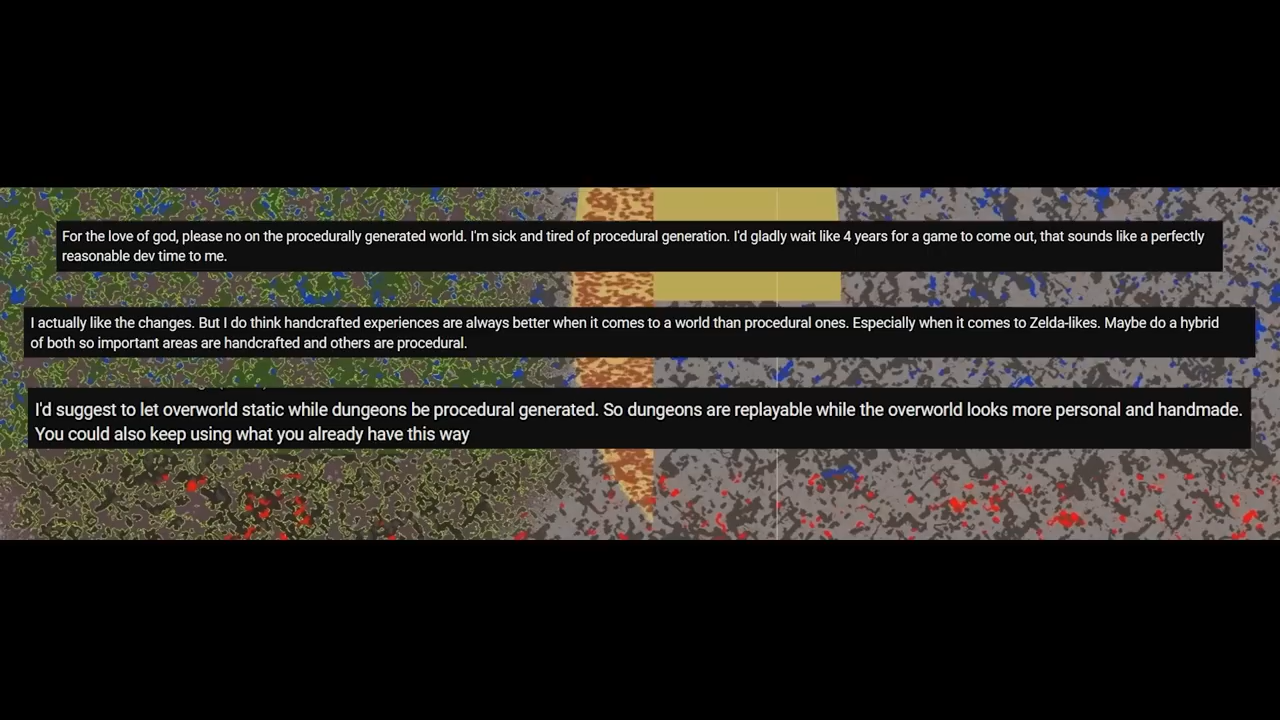 For the love of god, please no on the procedurally generated world. I'm sick and tired of procedural generation. I'd gladly wait like 4 years for a game to come out, that sounds like a perfectly
reasonable dev time to me.
I actually like the changes. But I do think handcrafted experiences are always better when it comes to a world than procedural ones. Especially when it comes to Zelda-likes. Maybe do a hybrid
of both so important areas are handcrafted and others are procedural.
I'd suggest to let overworld static while dungeons be procedural generated. So dungeons are replayable while the overworld looks more personal and handmade.
You could also keep using what you already have this way